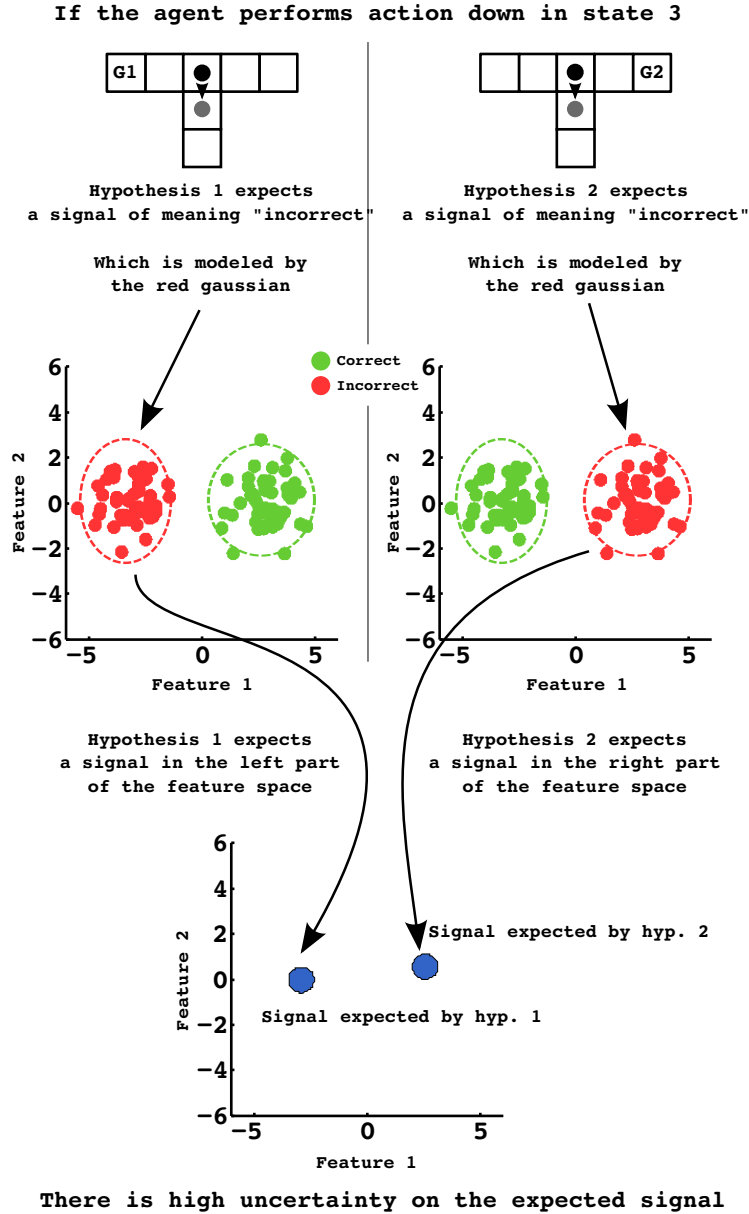 If the agent performs action down in state 3
G1
G2
Hypothesis 1 expects
a signal of meaning "incorrect"
Hypothesis 2 expects
a signal of meaning "incorrect"
Which is modeled by
the red gaussian
Which is modeled by
the red gaussian
Correct
Incorrect
6
4
2
0
−2
−4
−6
−5
0
5
Feature 2
Feature 1
6
4
2
0
−2
−4
−6
−5
0
5
Feature 2
Feature 1
Hypothesis 1 expects
a signal in the left part
of the feature space
Hypothesis 2 expects
a signal in the right part
of the feature space
6
4
2
0
−2
−4
−6
−5
0
5
Feature 2
Feature 1
Signal expected by hyp. 2
Signal expected by hyp. 1
There is high uncertainty on the expected signal